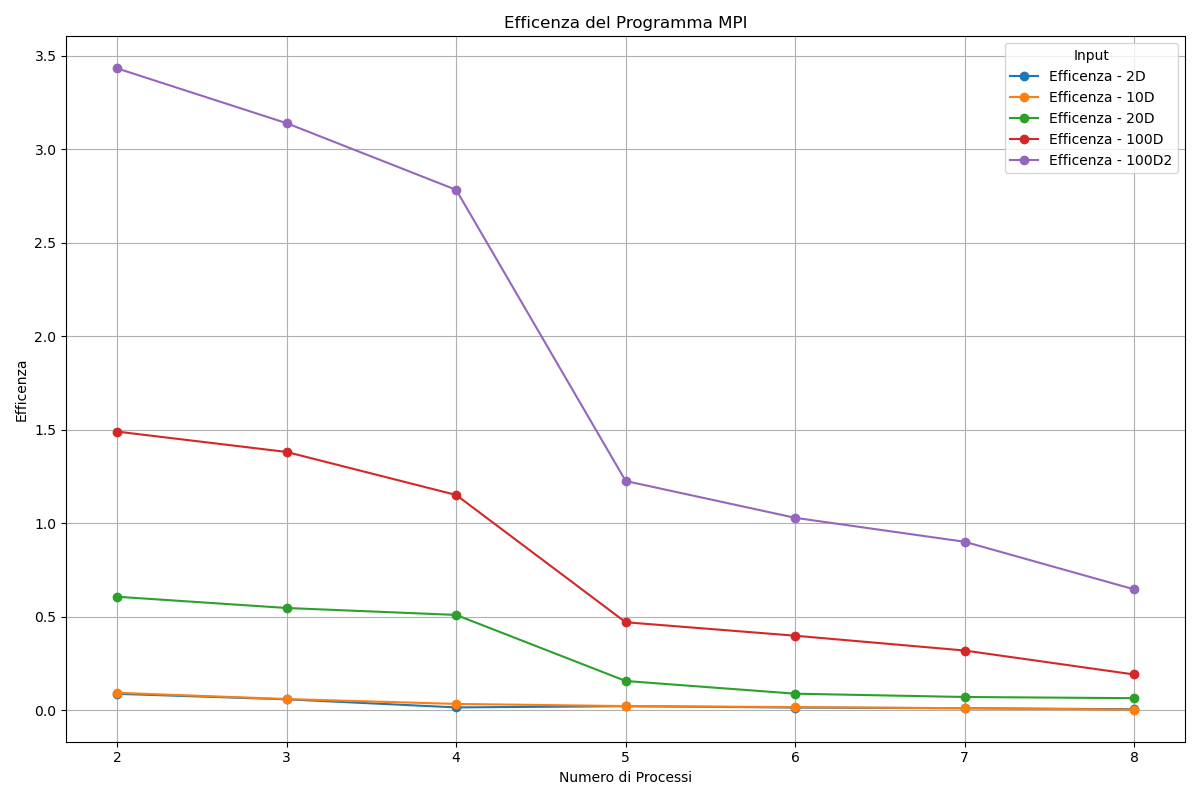 Efficenza del Programma MPI
Input
Efficenza - 2D
Efficenza - 10D
Efficenza - 20D
Efficenza - 100D
Efficenza - 100D2
Efficenza
3.5
3.0
2.5
2.0
1.5
1.0
0.5
0.0
2 3 4 5 6 7 8
Numero di Processi